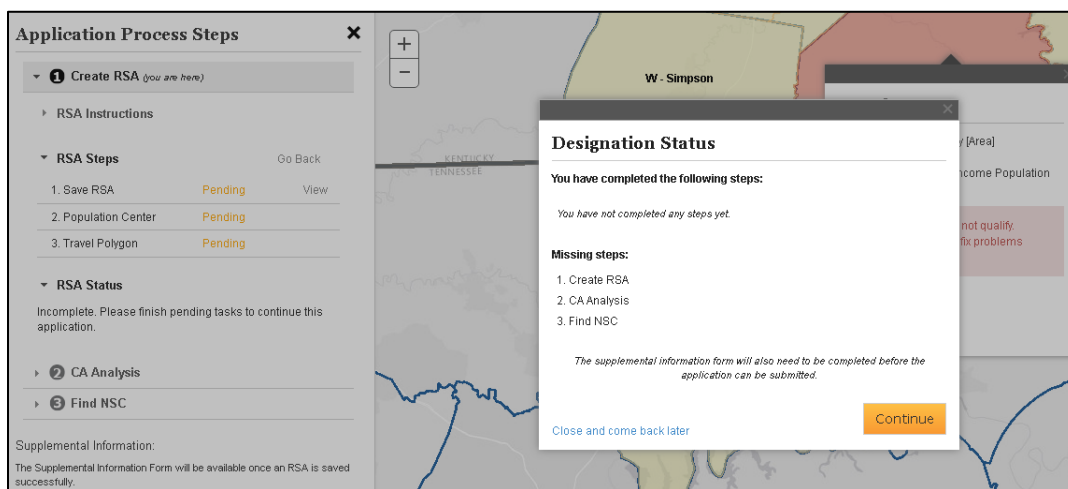 Application Process Steps
1 Create RSA (you are here)
RSA Instructions
RSA Steps Go Back
1. Save RSA Pending View
2. Population Center Pending
3. Travel Polygon Pending
RSA Status
Incomplete. Please finish pending tasks to continue this
application.
2 CA Analysis
3 Find NSC
Supplemental Information:
The Supplemental Information Form will be available once an RSA is saved
successfully.
+
−
W - Simpson
KENTUCKY
TENNESSEE
Designation Status
You have completed the following steps:
You have not completed any steps yet.
Missing steps:
1. Create RSA
2. CA Analysis
3. Find NSC
The supplemental information form will also need to be completed before the
application can be submitted.
Close and come back later
Continue
[Area]
Population
not qualify.
fix problems